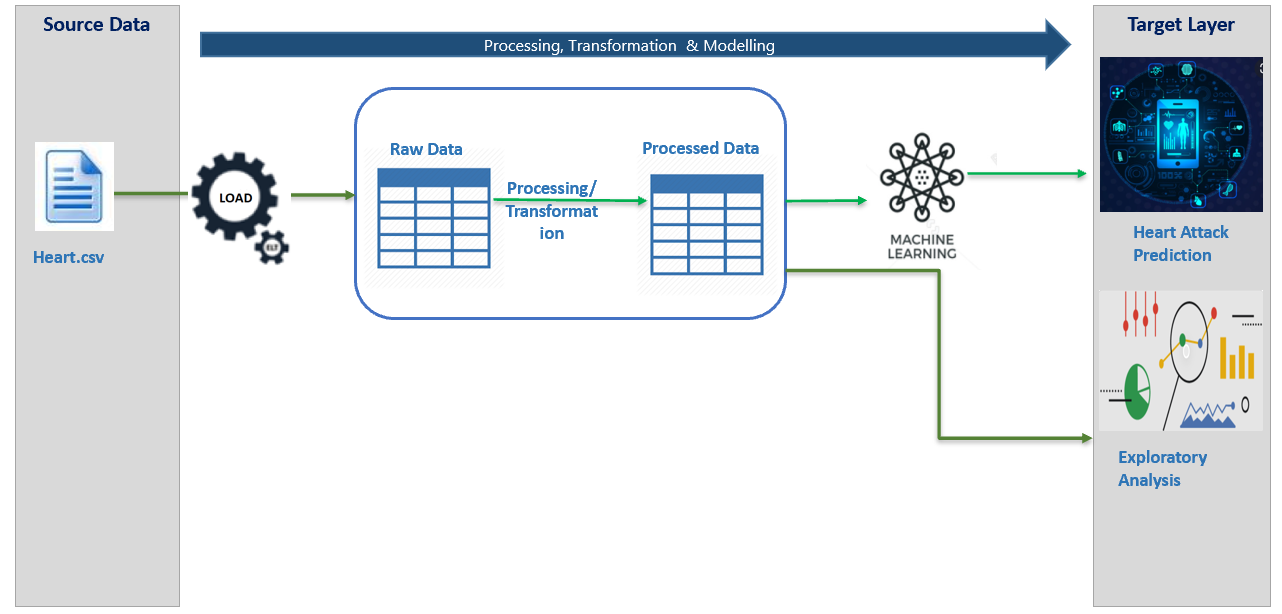 Source Data
Processing, Transformation & Modelling
Target Layer
Raw Data
Processed Data
Processing/
Transformat
ion
LOAD
ELT
Heart.csv
MACHINE
LEARNING
Heart Attack
Prediction
Exploratory
Analysis